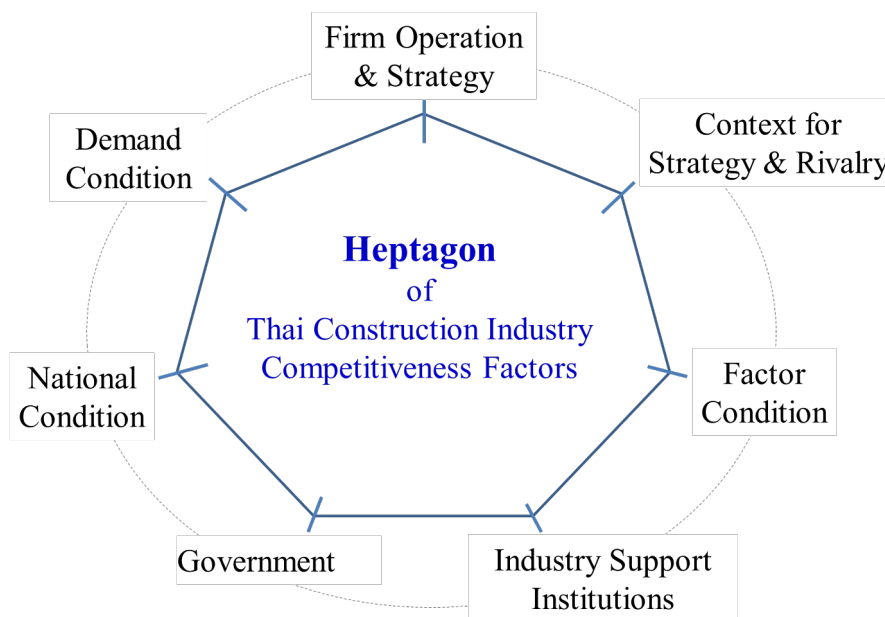 Firm Operation
& Strategy
Demand
Condition
Context for
Strategy & Rivalry
Heptagon
of
Thai Construction Industry
Competitiveness Factors
National
Condition
Factor
Condition
Government
Industry Support
Institutions